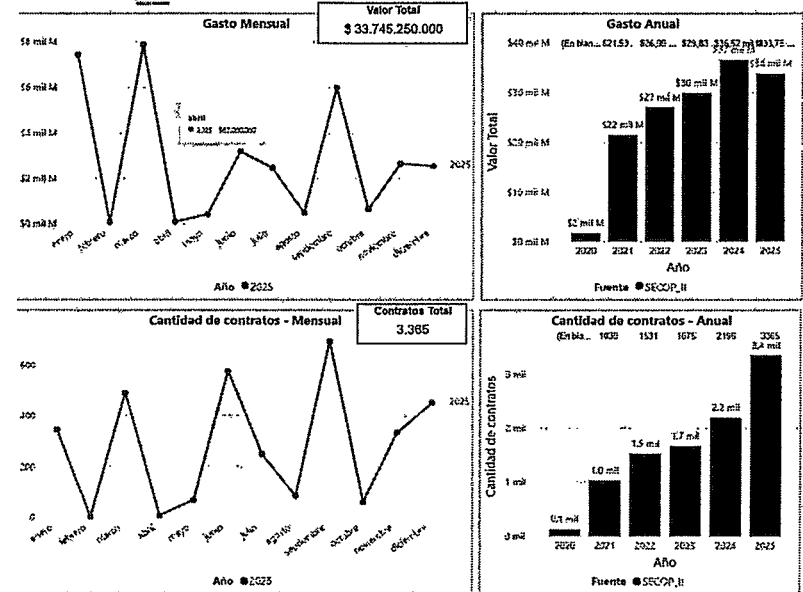 Gasto Mensual
Valor Total
$ 33.745.250.000
$8 mil M
$6 mil M
$4 mil M
$2 mil M
$0 mil M
abril
2025
2025
enero
febrero
marzo
abril
mayo
junio
julio
agosto
septiembre
octubre
noviembre
diciembre
Año 2025
Gasto Anual
$40 mil M
$30 mil M
$20 mil M
$10 mil M
$0 mil M
Valor Total
$2 mil M
$22 mil M
$27 mil M
$30 mil M
$37 mil M
$34 mil M
2020
2021
2022
2023
2024
2025
Año
Fuente SECOP_II
Cantidad de contratos - Mensual
Contratos Total
3.365
600
400
200
0
2025
enero
febrero
marzo
abril
mayo
junio
julio
agosto
septiembre
octubre
noviembre
diciembre
Año 2025
Cantidad de contratos - Anual
(En bla... 1531 1675 2196 3365
3 mil
2 mil
1 mil
0 mil
Cantidad de contratos
0,1 mil
1,0 mil
1,5 mil
1,7 mil
2,2 mil
3,4 mil
2020
2021
2022
2023
2024
2025
Año
Fuente SECOP_II